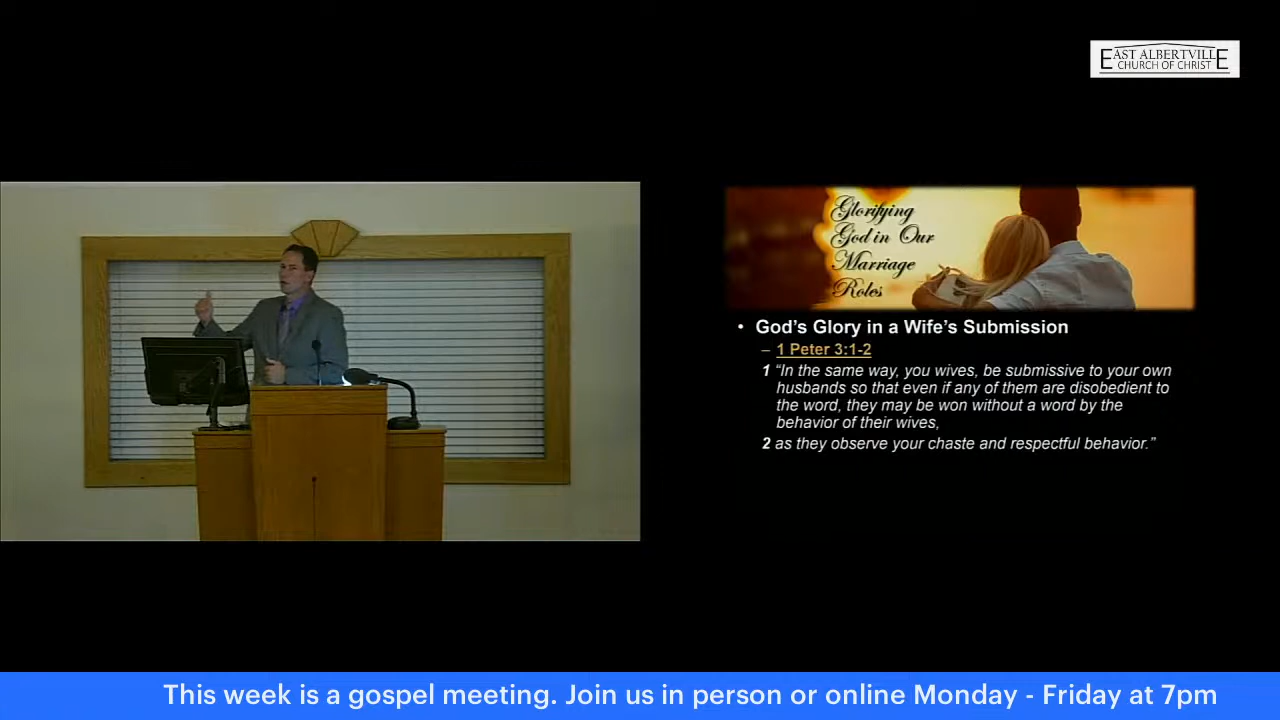 EAST ALBERTVILLE
CHURCH OF CHRIST
Glorifying
God in Our
Marriage
Roles
• God's Glory in a Wife's Submission
– 1 Peter 3:1-2
1 "In the same way, you wives, be submissive to your own
husbands so that even if any of them are disobedient to
the word, they may be won without a word by the
behavior of their wives,
2 as they observe your chaste and respectful behavior."
This week is a gospel meeting. Join us in person or online Monday - Friday at 7pm